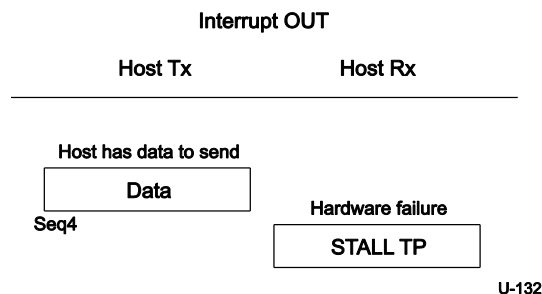 Interrupt OUT
Host Tx Host Rx
Host has data to send
Data
Seq4
Hardware failure
STALL TP
U-132